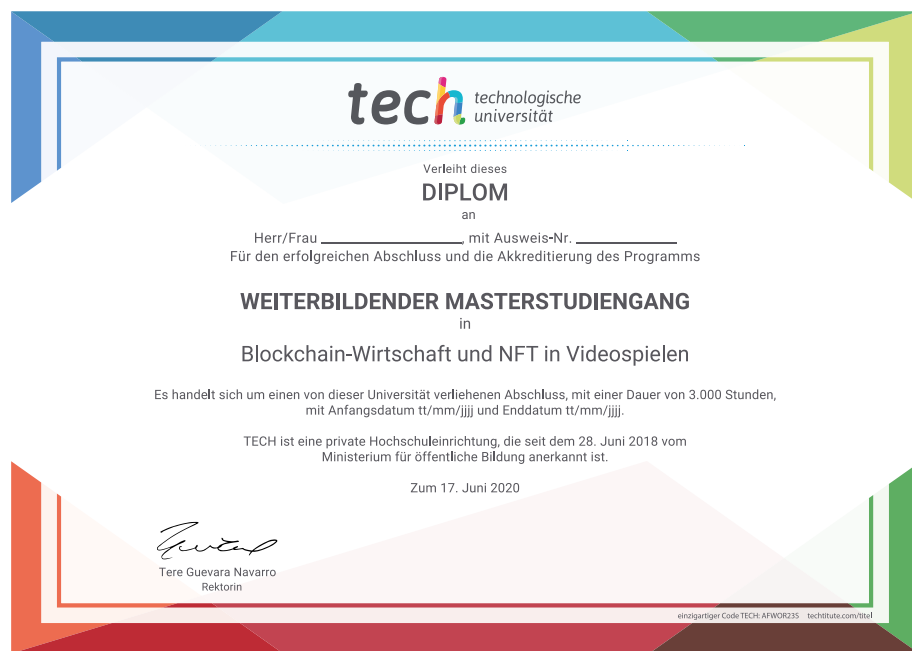 tech technologische
universität
Verleiht dieses
DIPLOM
an
Herr/Frau ____________, mit Ausweis-Nr. ____________
Für den erfolgreichen Abschluss und die Akkreditierung des Programms
WEITERBILDENDER MASTERSTUDIENGANG
in
Blockchain-Wirtschaft und NFT in Videospielen
Es handelt sich um einen von dieser Universität verliehenen Abschluss, mit einer Dauer von 3.000 Stunden,
mit Anfangsdatum tt/mm/jjjj und Enddatum tt/mm/jjjj.
TECH ist eine private Hochschuleinrichtung, die seit dem 28. Juni 2018 vom
Ministerium für öffentliche Bildung anerkannt ist.
Zum 17. Juni 2020
Tere Guevara Navarro
Rektorin
einzigartiger Code TECH: AFWOR23S techtitute.com/titel